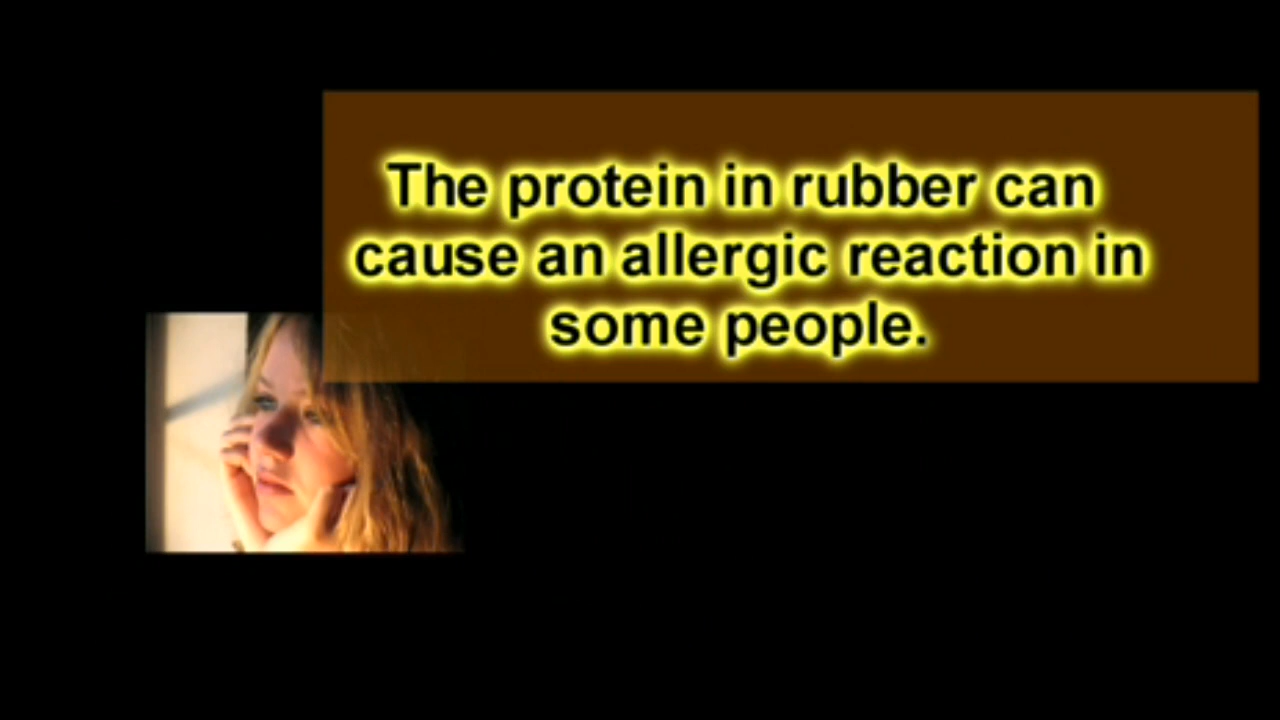 The protein in rubber can
cause an allergic reaction in
some people.